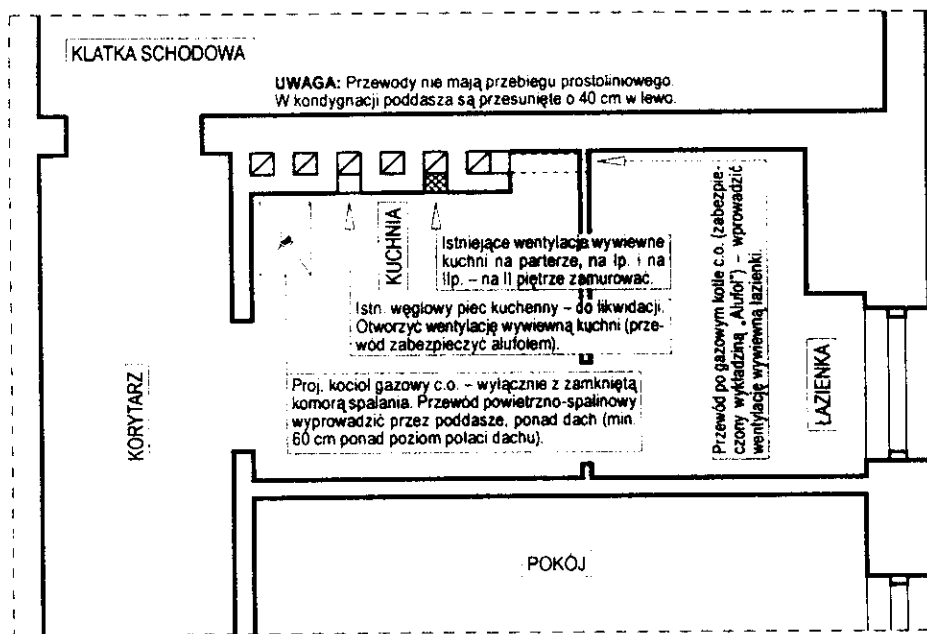 KLATKA SCHODOWA
UWAGA: Przewody nie mają przebiegu prostoliniowego.
W kondygnacji poddasza są przesunięte o 40 cm w lewo.
KUCHNIA
Istniejące wentylacje wywiewne
kuchni na parterze, na Ip. i na
IIp. – na II piętrze zamurować.
Istn. węglowy piec kuchenny – do likwidacji.
Otworzyć wentylację wywiewną kuchni (prze-
wód zabezpieczyć alufolem).
Proj. kocioł gazowy c.o. – wyłącznie z zamkniętą
komorą spalania. Przewód powietrzno-spalinowy
wyprowadzić przez poddasze, ponad dach (min.
60 cm ponad poziom połaci dachu).
Przewód po gazowym kotle c.o. (zabezpie-
czony wykładziną „Alufol") – wprowadzić
wentylację wywiewną łazienki.
ŁAZIENKA
KORYTARZ
POKÓJ